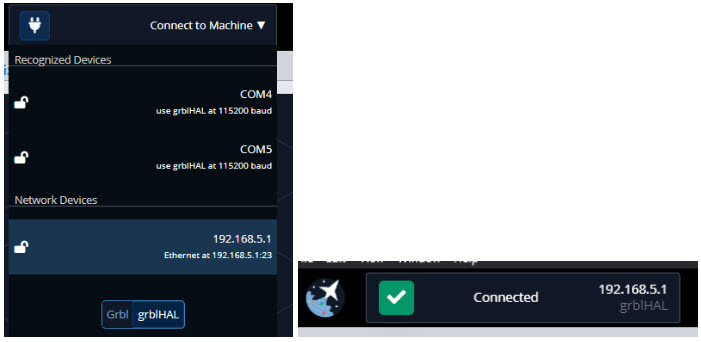 Connect to Machine ▼
Recognized Devices
COM4
use grblHAL at 115200 baud
COM5
use grblHAL at 115200 baud
Network Devices
192.168.5.1
Ethernet at 192.168.5.1:23
Grbl grblHAL
Connected
192.168.5.1
grblHAL